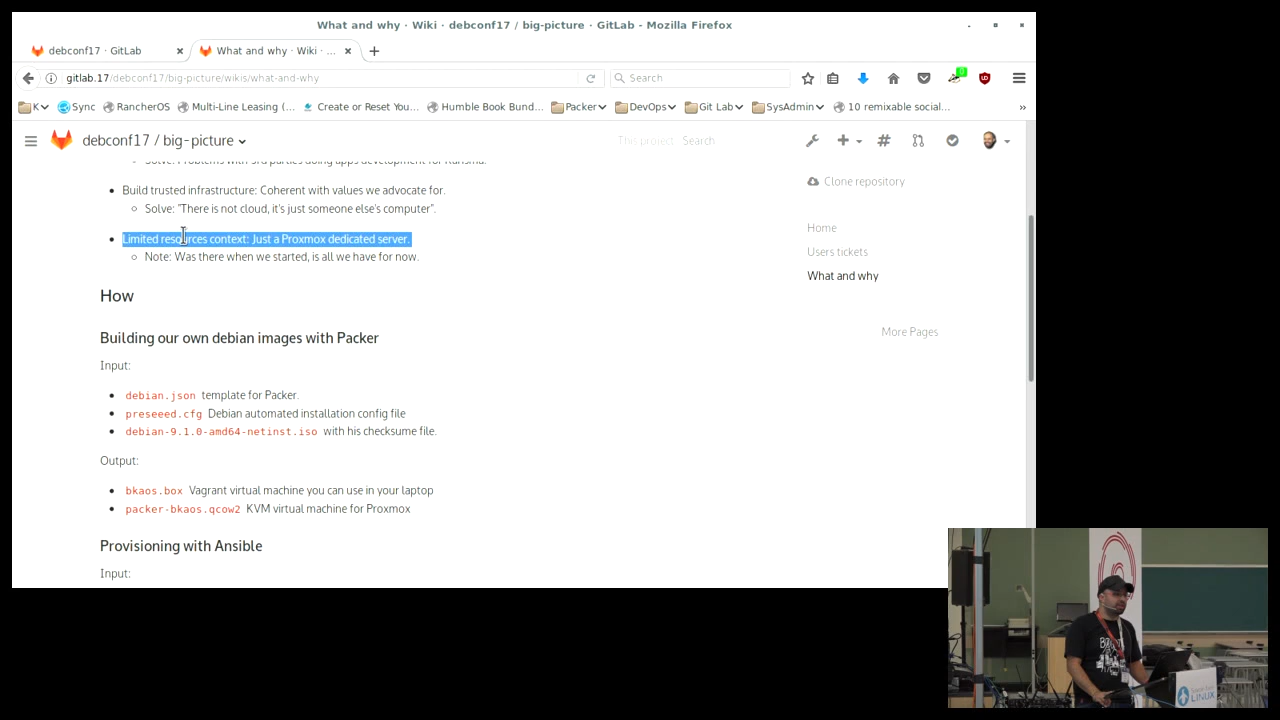 What and why · Wiki · debconf17 / big-picture · GitLab - Mozilla Firefox
debconf17 · GitLab
What and why · Wiki · ...
gitlab.17/debconf17/big-picture/wikis/what-and-why
Search
K
Sync
RancherOS
Multi-Line Leasing (...
Create or Reset You...
Humble Book Bund...
Packer
DevOps
Git Lab
SysAdmin
10 remixable social...
debconf17 / big-picture
This project Search
Build trusted infrastructure: Coherent with values we advocate for.
Solve: "There is not cloud, it's just someone else's computer".
Limited resources context: Just a Proxmox dedicated server.
Note: Was there when we started, is all we have for now.
How
Building our own debian images with Packer
Input:
debian.json template for Packer.
preseeed.cfg Debian automated installation config file
debian-9.1.0-amd64-netinst.iso with his checksume file.
Output:
bkaos.box Vagrant virtual machine you can use in your laptop
packer-bkaos.qcow2 KVM virtual machine for Proxmox
Provisioning with Ansible
Input:
Clone repository
Home
Users tickets
What and why
More Pages
LINUX